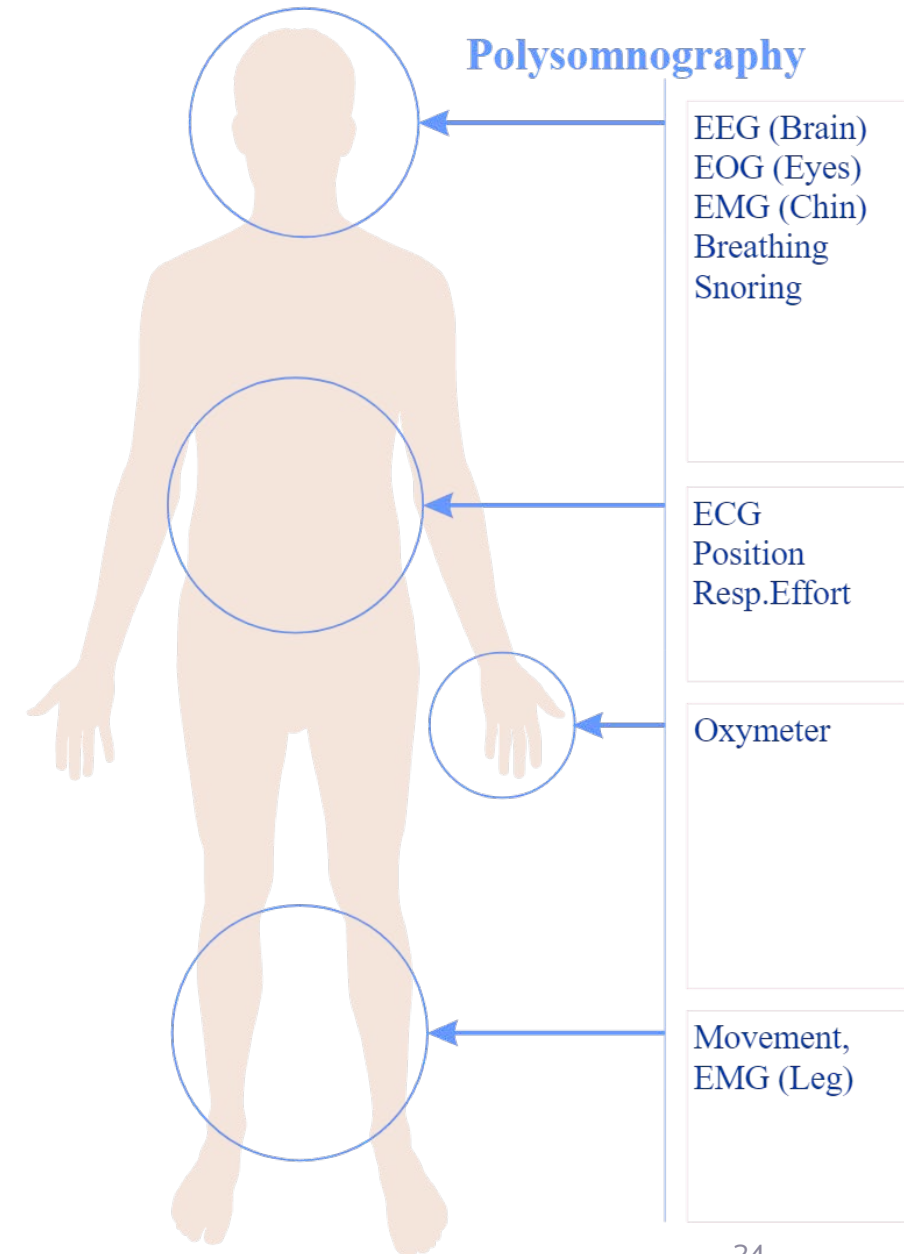 Polysomnography
EEG (Brain)
EOG (Eyes)
EMG (Chin)
Breathing
Snoring
ECG
Position
Resp.Effort
Oxymeter
Movement,
EMG (Leg)